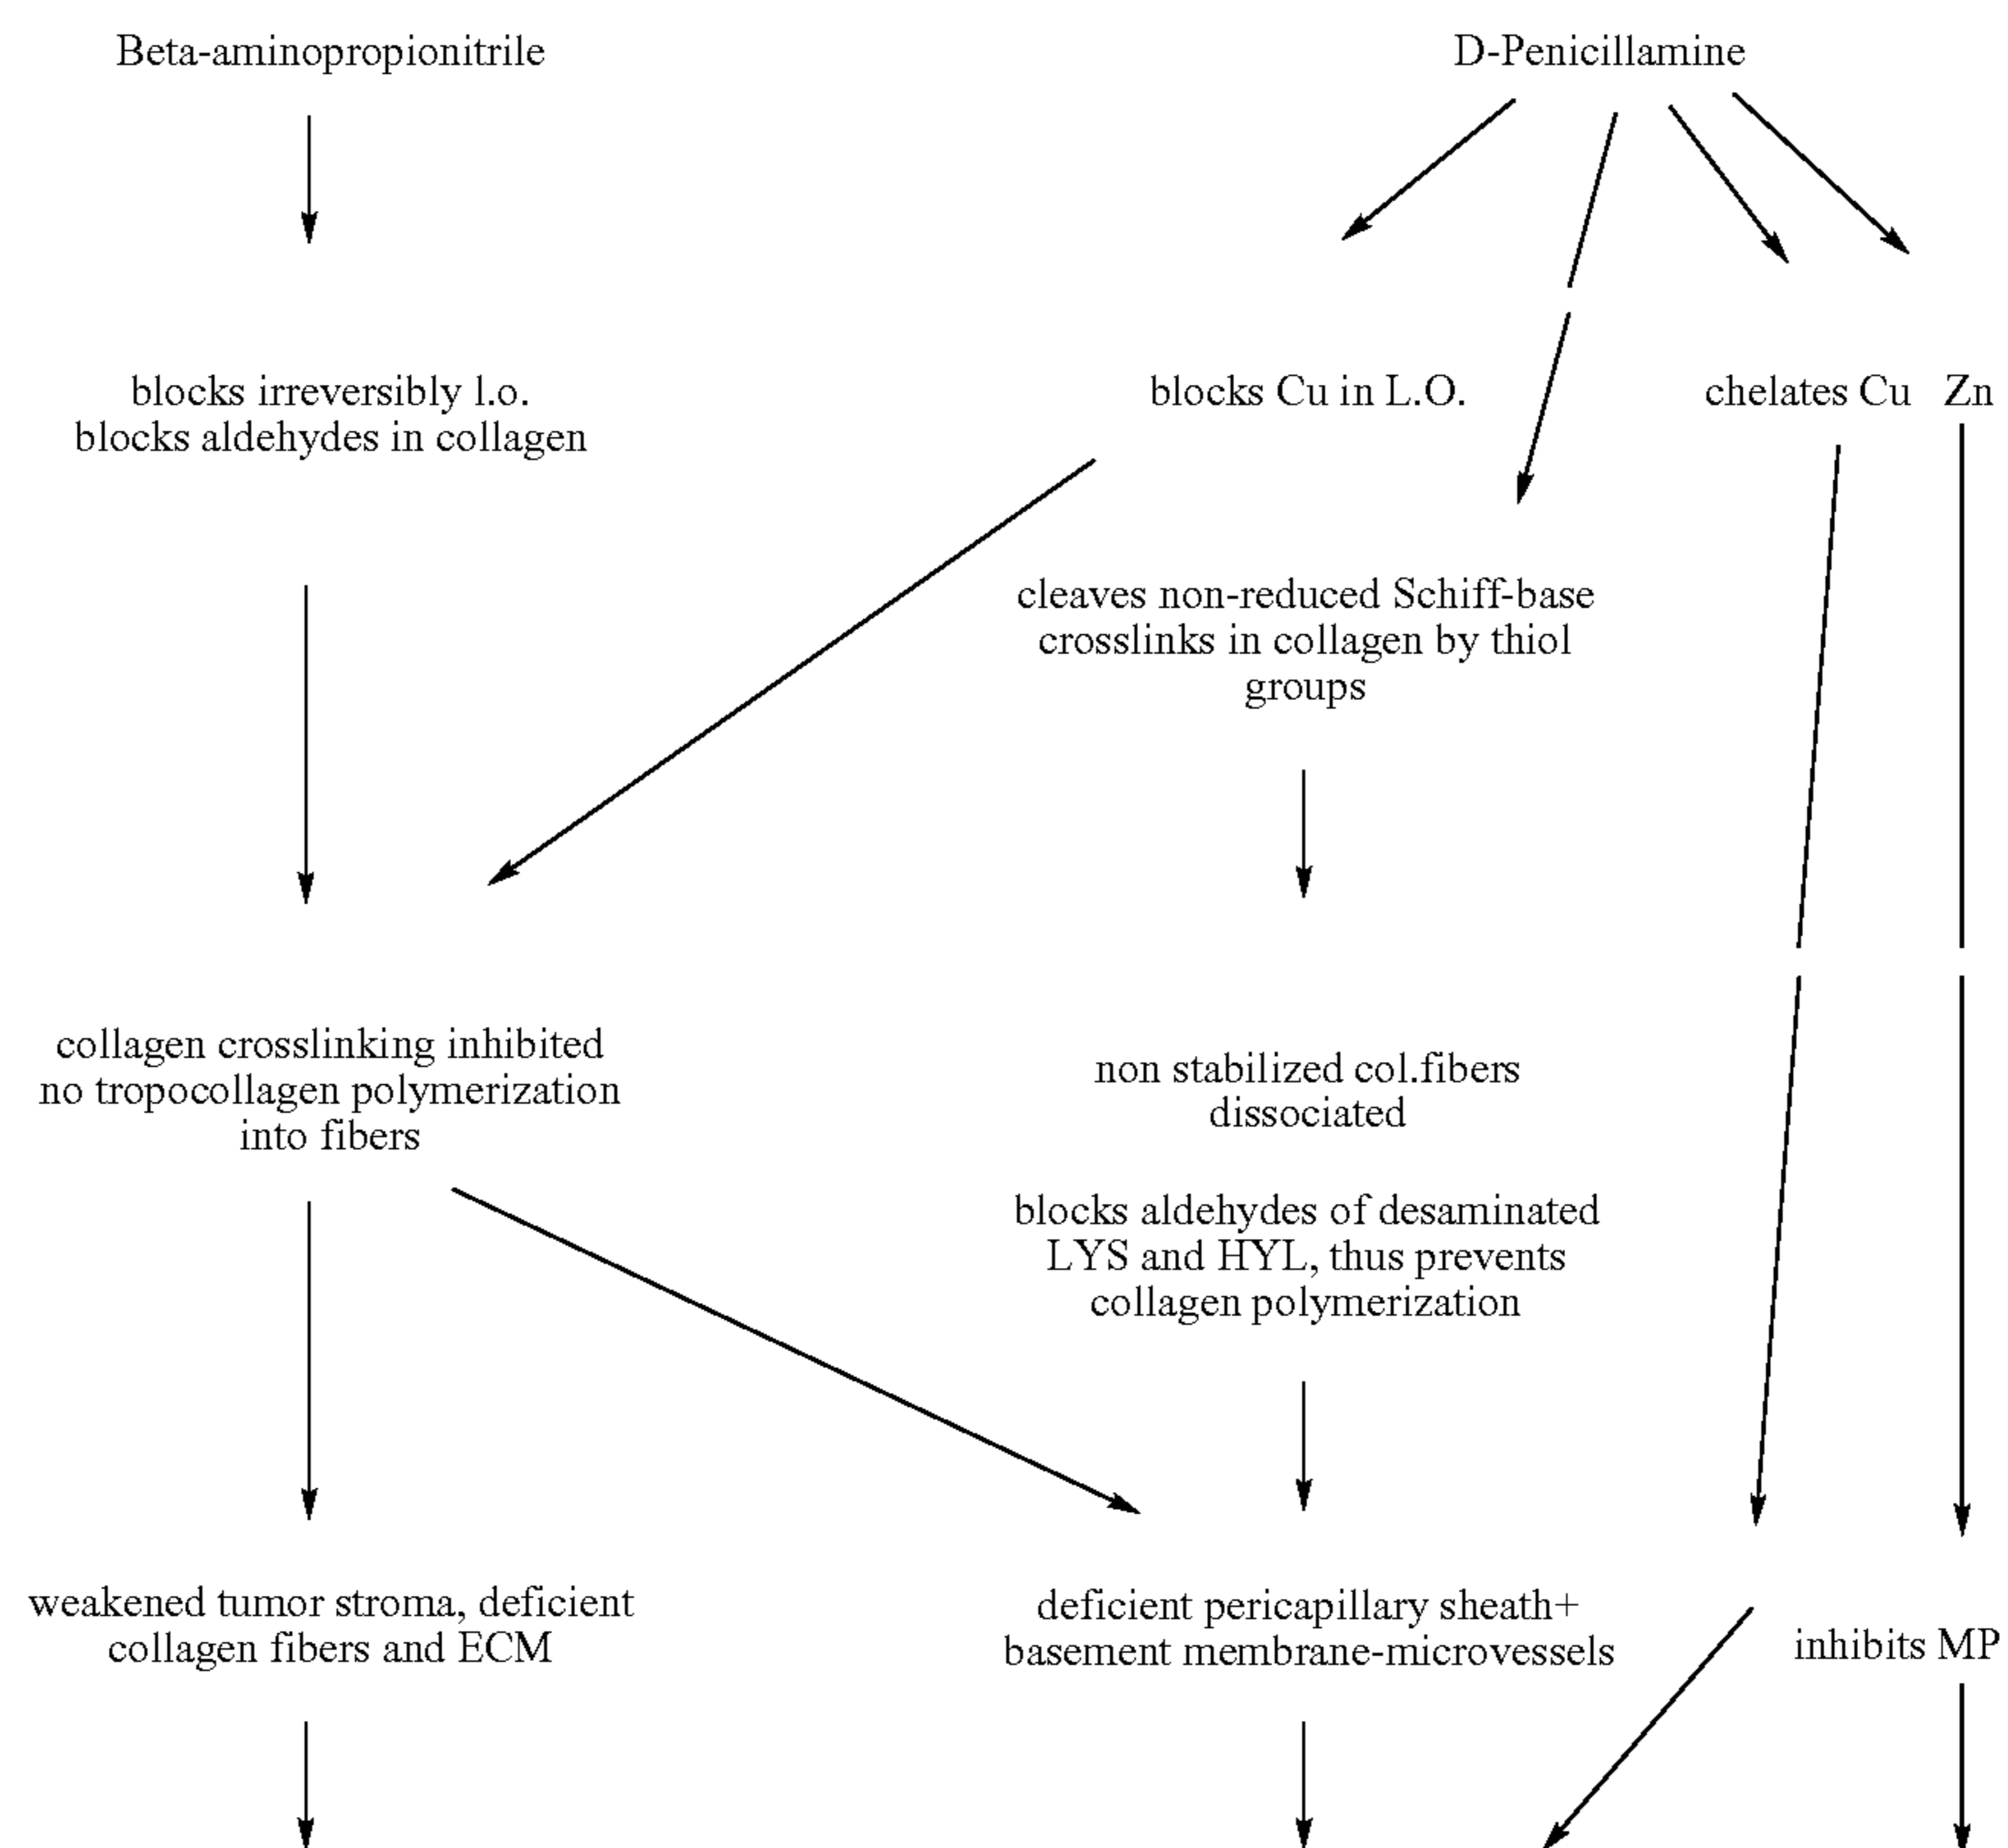 Beta-aminopropionitrile
D-Penicillamine
blocks irreversibly l.o.
blocks aldehydes in collagen
blocks Cu in L.O.
chelates Cu Zn
cleaves non-reduced Schiff-base
crosslinks in collagen by thiol
groups
collagen crosslinking inhibited
no tropocollagen polymerization
into fibers
non stabilized col.fibers
dissociated
blocks aldehydes of desaminated
LYS and HYL, thus prevents
collagen polymerization
weakened tumor stroma, deficient
collagen fibers and ECM
deficient pericapillary sheath+
basement membrane-microvessels
inhibits MP